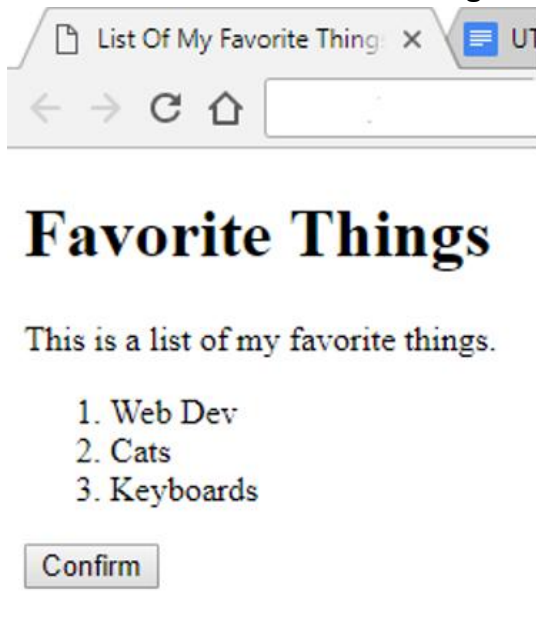 List Of My Favorite Thing
UT
Favorite Things
This is a list of my favorite things.
1. Web Dev
2. Cats
3. Keyboards
Confirm